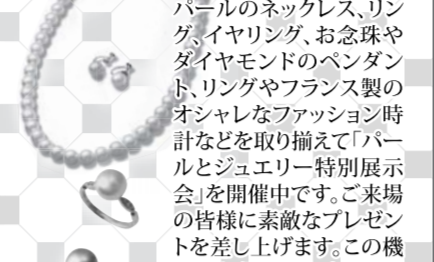 パールのネックレス、リン
グ、イヤリング、お念珠や
ダイヤモンドのペンダン
ト、リングやフランス製の
オシャレなファッション時
計などを取り揃えて「パー
ルとジュエリー特別展示
会」を開催中です。ご来場
の皆様に素敵なプレゼン
トを差し上げます。この機